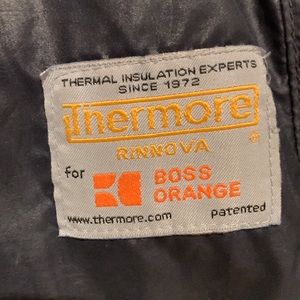 THERMAL INSULATION EXPERTS
SINCE 1972
Thermore
RiNNOVA
for BOSS
ORANGE
www.thermore.com patented